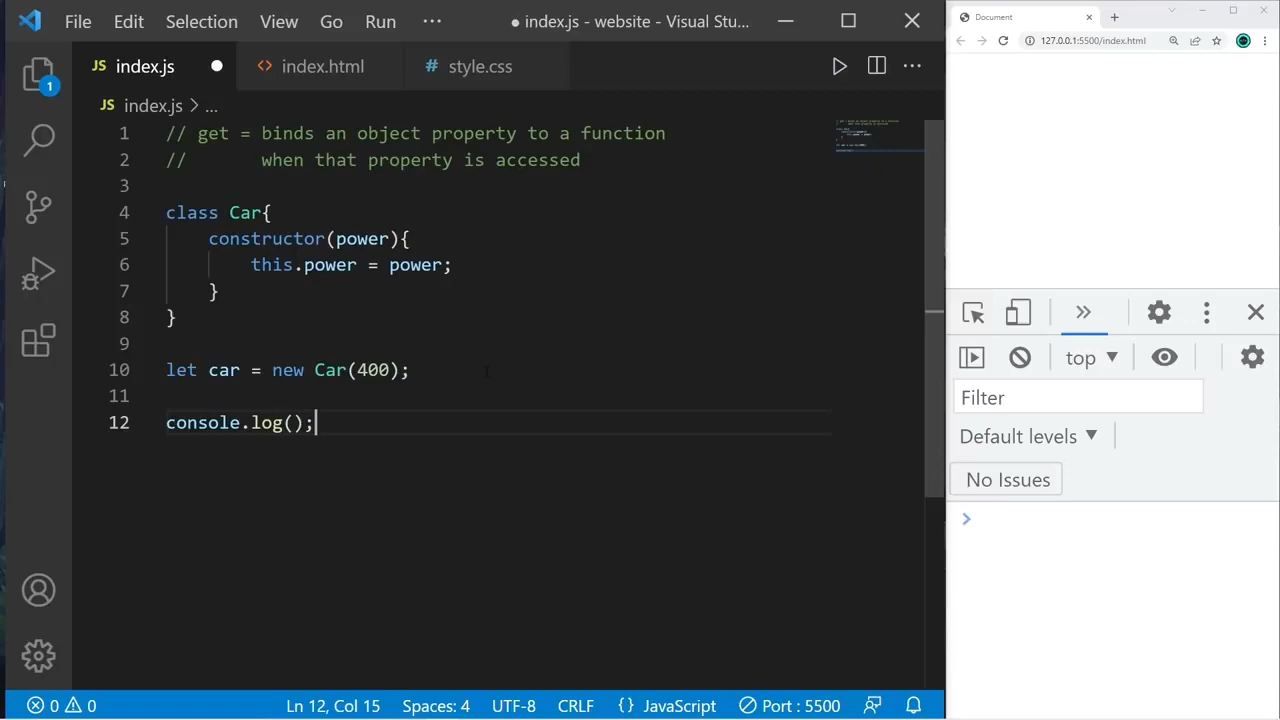 File Edit Selection View Go Run ··· ● index.js - website - Visual Stu...
JS index.js ● <> index.html # style.css
JS index.js > ...
1 // get = binds an object property to a function
2 //       when that property is accessed
3
4 class Car{
5     constructor(power){
6         this.power = power;
7     }
8 }
9
10 let car = new Car(400);
11
12 console.log();
1
0 0 Ln 12, Col 15 Spaces: 4 UTF-8 CRLF {} JavaScript Port : 5500
Document
127.0.0.1:5500/index.html
top ▼
Filter
Default levels ▼
No Issues
>